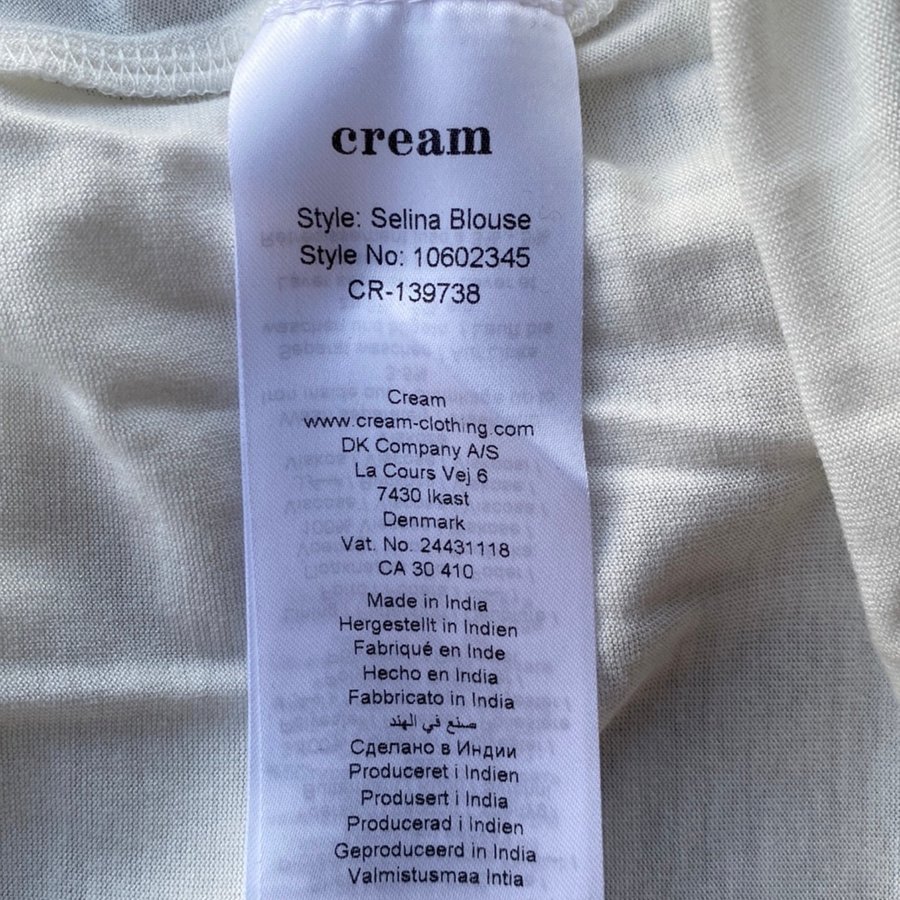 cream
Style: Selina Blouse
Style No: 10602345
CR-139738
Cream
www.cream-clothing.com
DK Company A/S
La Cours Vej 6
7430 Ikast
Denmark
Vat. No. 24431118
CA 30 410
Made in India
Hergestellt in Indien
Fabriqué en Inde
Hecho en India
Fabbricato in India
صنع في الهند
Сделано в Индии
Produceret i Indien
Produsert i India
Producerad i Indien
Geproduceerd in India
Valmistusmaa Intia